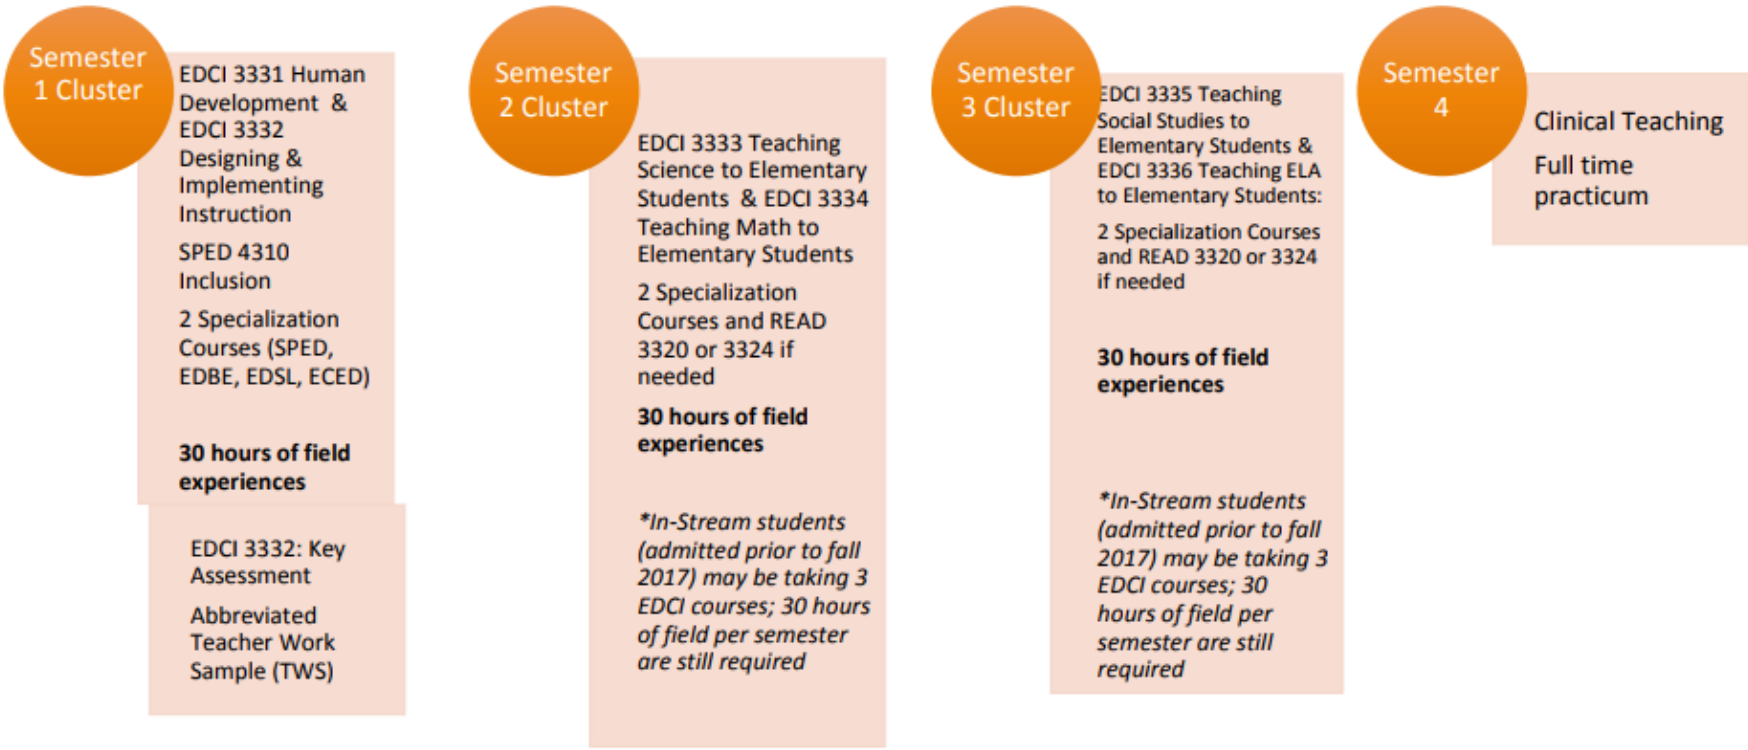 Semester
1 Cluster
EDCI 3331 Human
Development  &
EDCI 3332
Designing &
Implementing
Instruction
SPED 4310
Inclusion
2 Specialization
Courses (SPED,
EDBE, EDSL, ECED)
30 hours of field
experiences
EDCI 3332: Key
Assessment
Abbreviated
Teacher Work
Sample (TWS)
Semester
2 Cluster
EDCI 3333 Teaching
Science to Elementary
Students  & EDCI 3334
Teaching Math to
Elementary Students
2 Specialization
Courses and READ
3320 or 3324 if
needed
30 hours of field
experiences
*In-Stream students
(admitted prior to fall
2017) may be taking 3
EDCI courses; 30 hours
of field per semester
are still required
Semester
3 Cluster
EDCI 3335 Teaching
Social Studies to
Elementary Students &
EDCI 3336 Teaching ELA
to Elementary Students:
2 Specialization Courses
and READ 3320 or 3324
if needed
30 hours of field
experiences
*In-Stream students
(admitted prior to fall
2017) may be taking 3
EDCI courses; 30
hours of field per
semester are still
required
Semester
4
Clinical Teaching
Full time
practicum